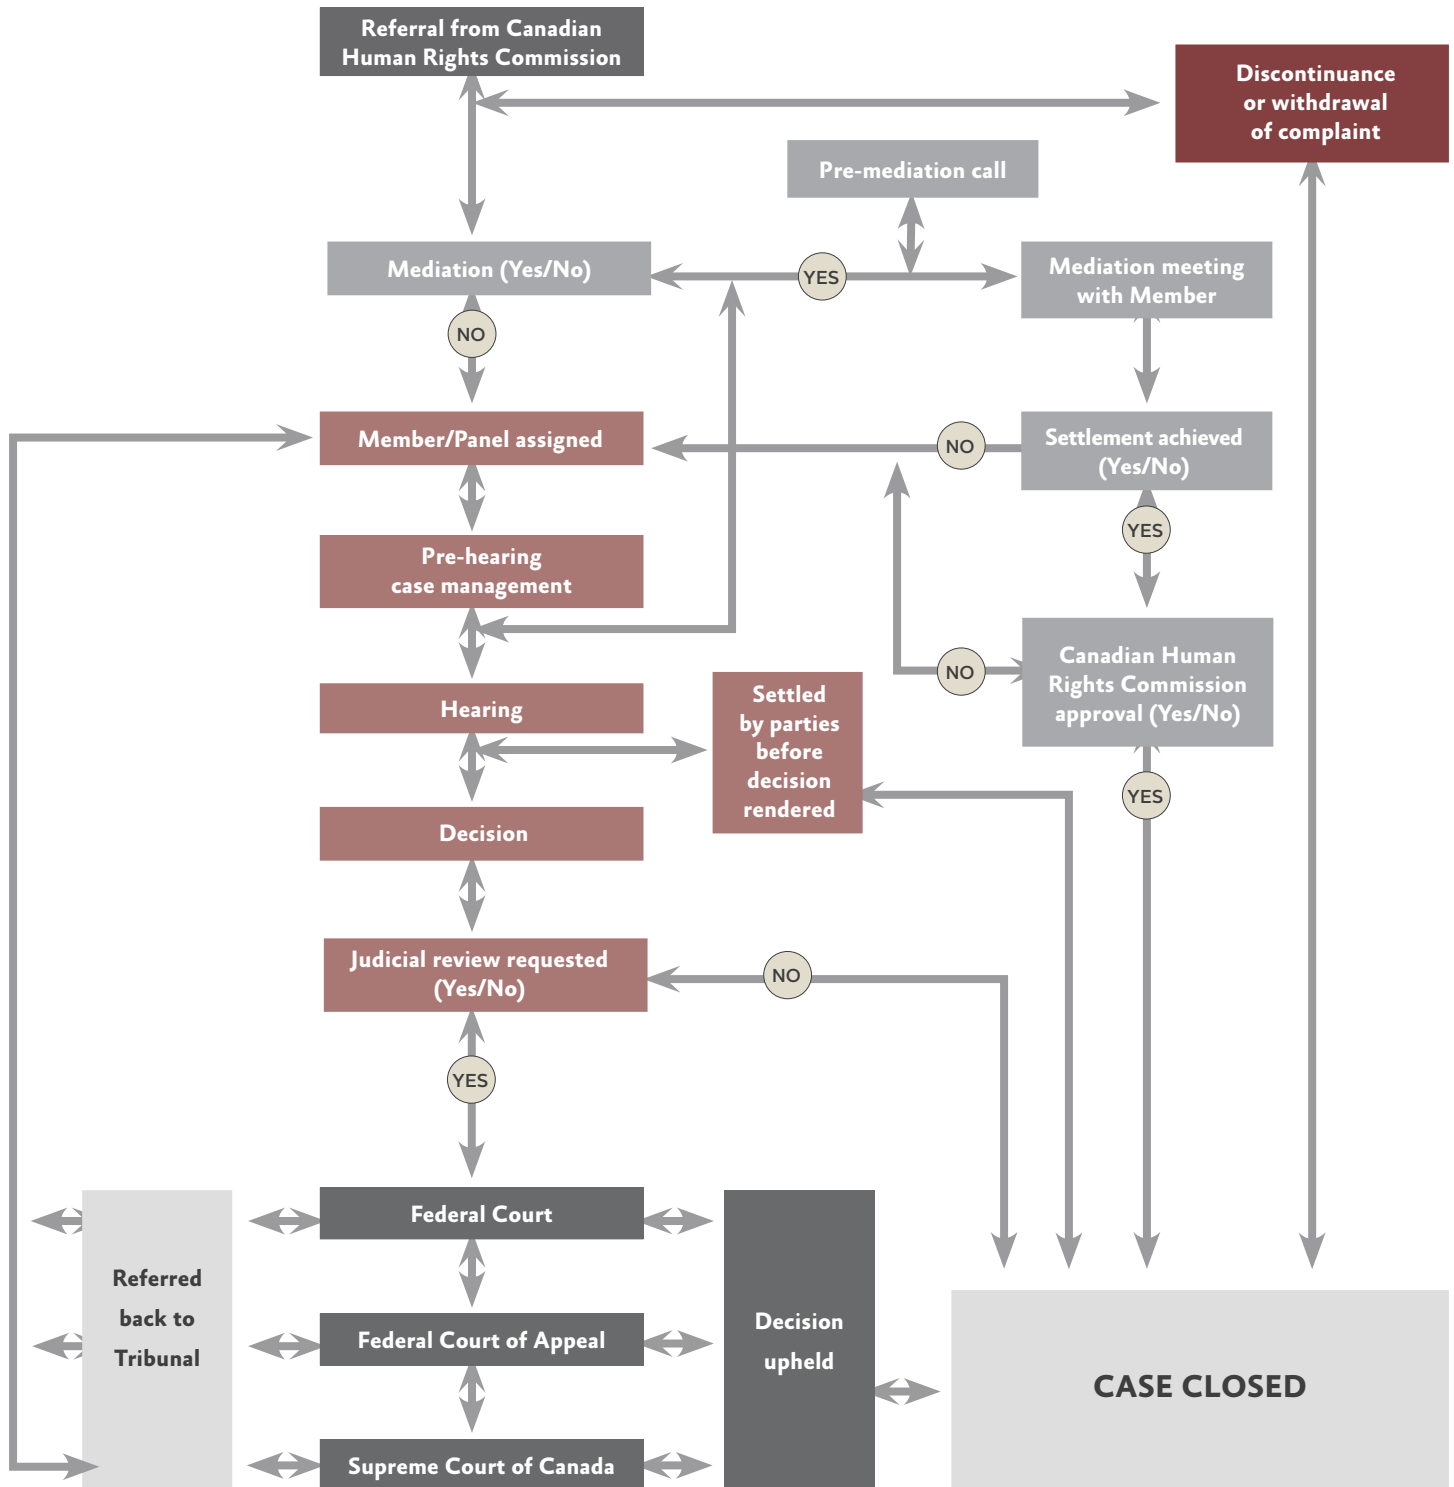 Referral from Canadian
Human Rights Commission
Discontinuance
or withdrawal
of complaint
Pre-mediation call
Mediation (Yes/No)
YES
Mediation meeting
with Member
NO
Member/Panel assigned
NO
Settlement achieved
(Yes/No)
YES
Pre-hearing
case management
Canadian Human
Rights Commission
approval (Yes/No)
NO
Hearing
Settled
by parties
before
decision
rendered
YES
Decision
Judicial review requested
(Yes/No)
NO
YES
Federal Court
Referred
back to
Tribunal
Federal Court of Appeal
Decision
upheld
CASE CLOSED
Supreme Court of Canada